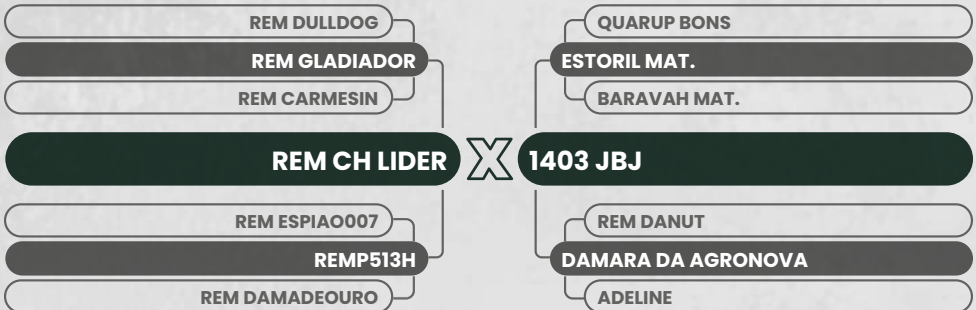 REM DULLDOG
QUARUP BONS
REM GLADIADOR
ESTORIL MAT.
REM CARMESIN
BARAVAH MAT.
REM CH LIDER X 1403 JBJ
REM ESPIAO007
REM DANUT
REMP513H
DAMARA DA AGRONOVA
REM DAMADEOURO
ADELINE